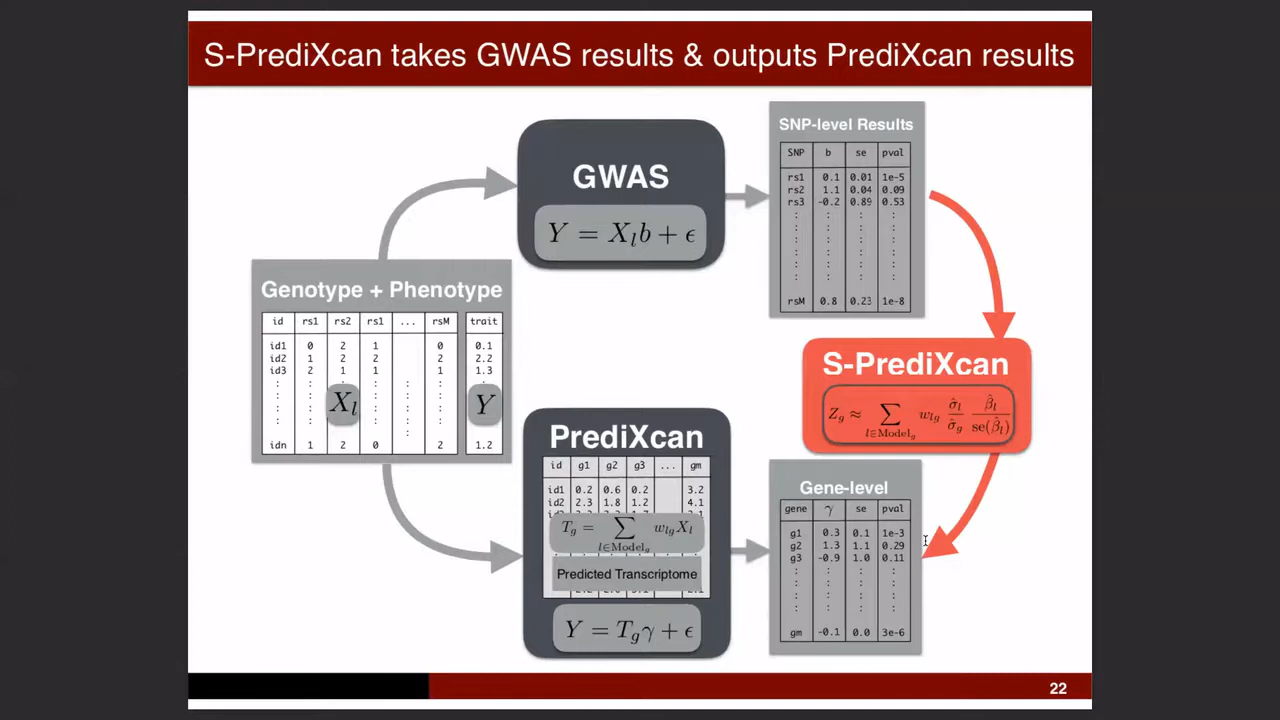 S-PrediXcan takes GWAS results & outputs PrediXcan results
GWAS
Y = X_l b + ϵ
SNP-level Results
SNP b se pval
rs1 0.1 0.01 1e-5
rs2 1.1 0.04 0.09
rs3 -0.2 0.89 0.53
rsM 0.8 0.23 1e-8
Genotype + Phenotype
id rs1 rs2 rs1 ... rsM trait
id1 0 2 1 0 0.1
id2 1 2 2 2 2.2
id3 2 1 1 1 1.3
X_l Y
idn 1 2 0 2 1.2
S-PrediXcan
Z_g ≈ ∑_{l∈Model_g} w_{lg} σ̂_l/σ̂_g β̂_l/se(β̂_l)
PrediXcan
id g1 g2 g3 ... gm
id1 0.2 0.6 0.2 3.2
id2 2.3 1.8 1.2 4.1
T_g = ∑_{l∈Model_g} w_{lg} X_l
Predicted Transcriptome
Y = T_g γ + ϵ
Gene-level
gene γ se pval
g1 0.3 0.1 1e-3
g2 1.3 1.1 0.29
g3 -0.9 1.0 0.11
gm -0.1 0.0 3e-6
22